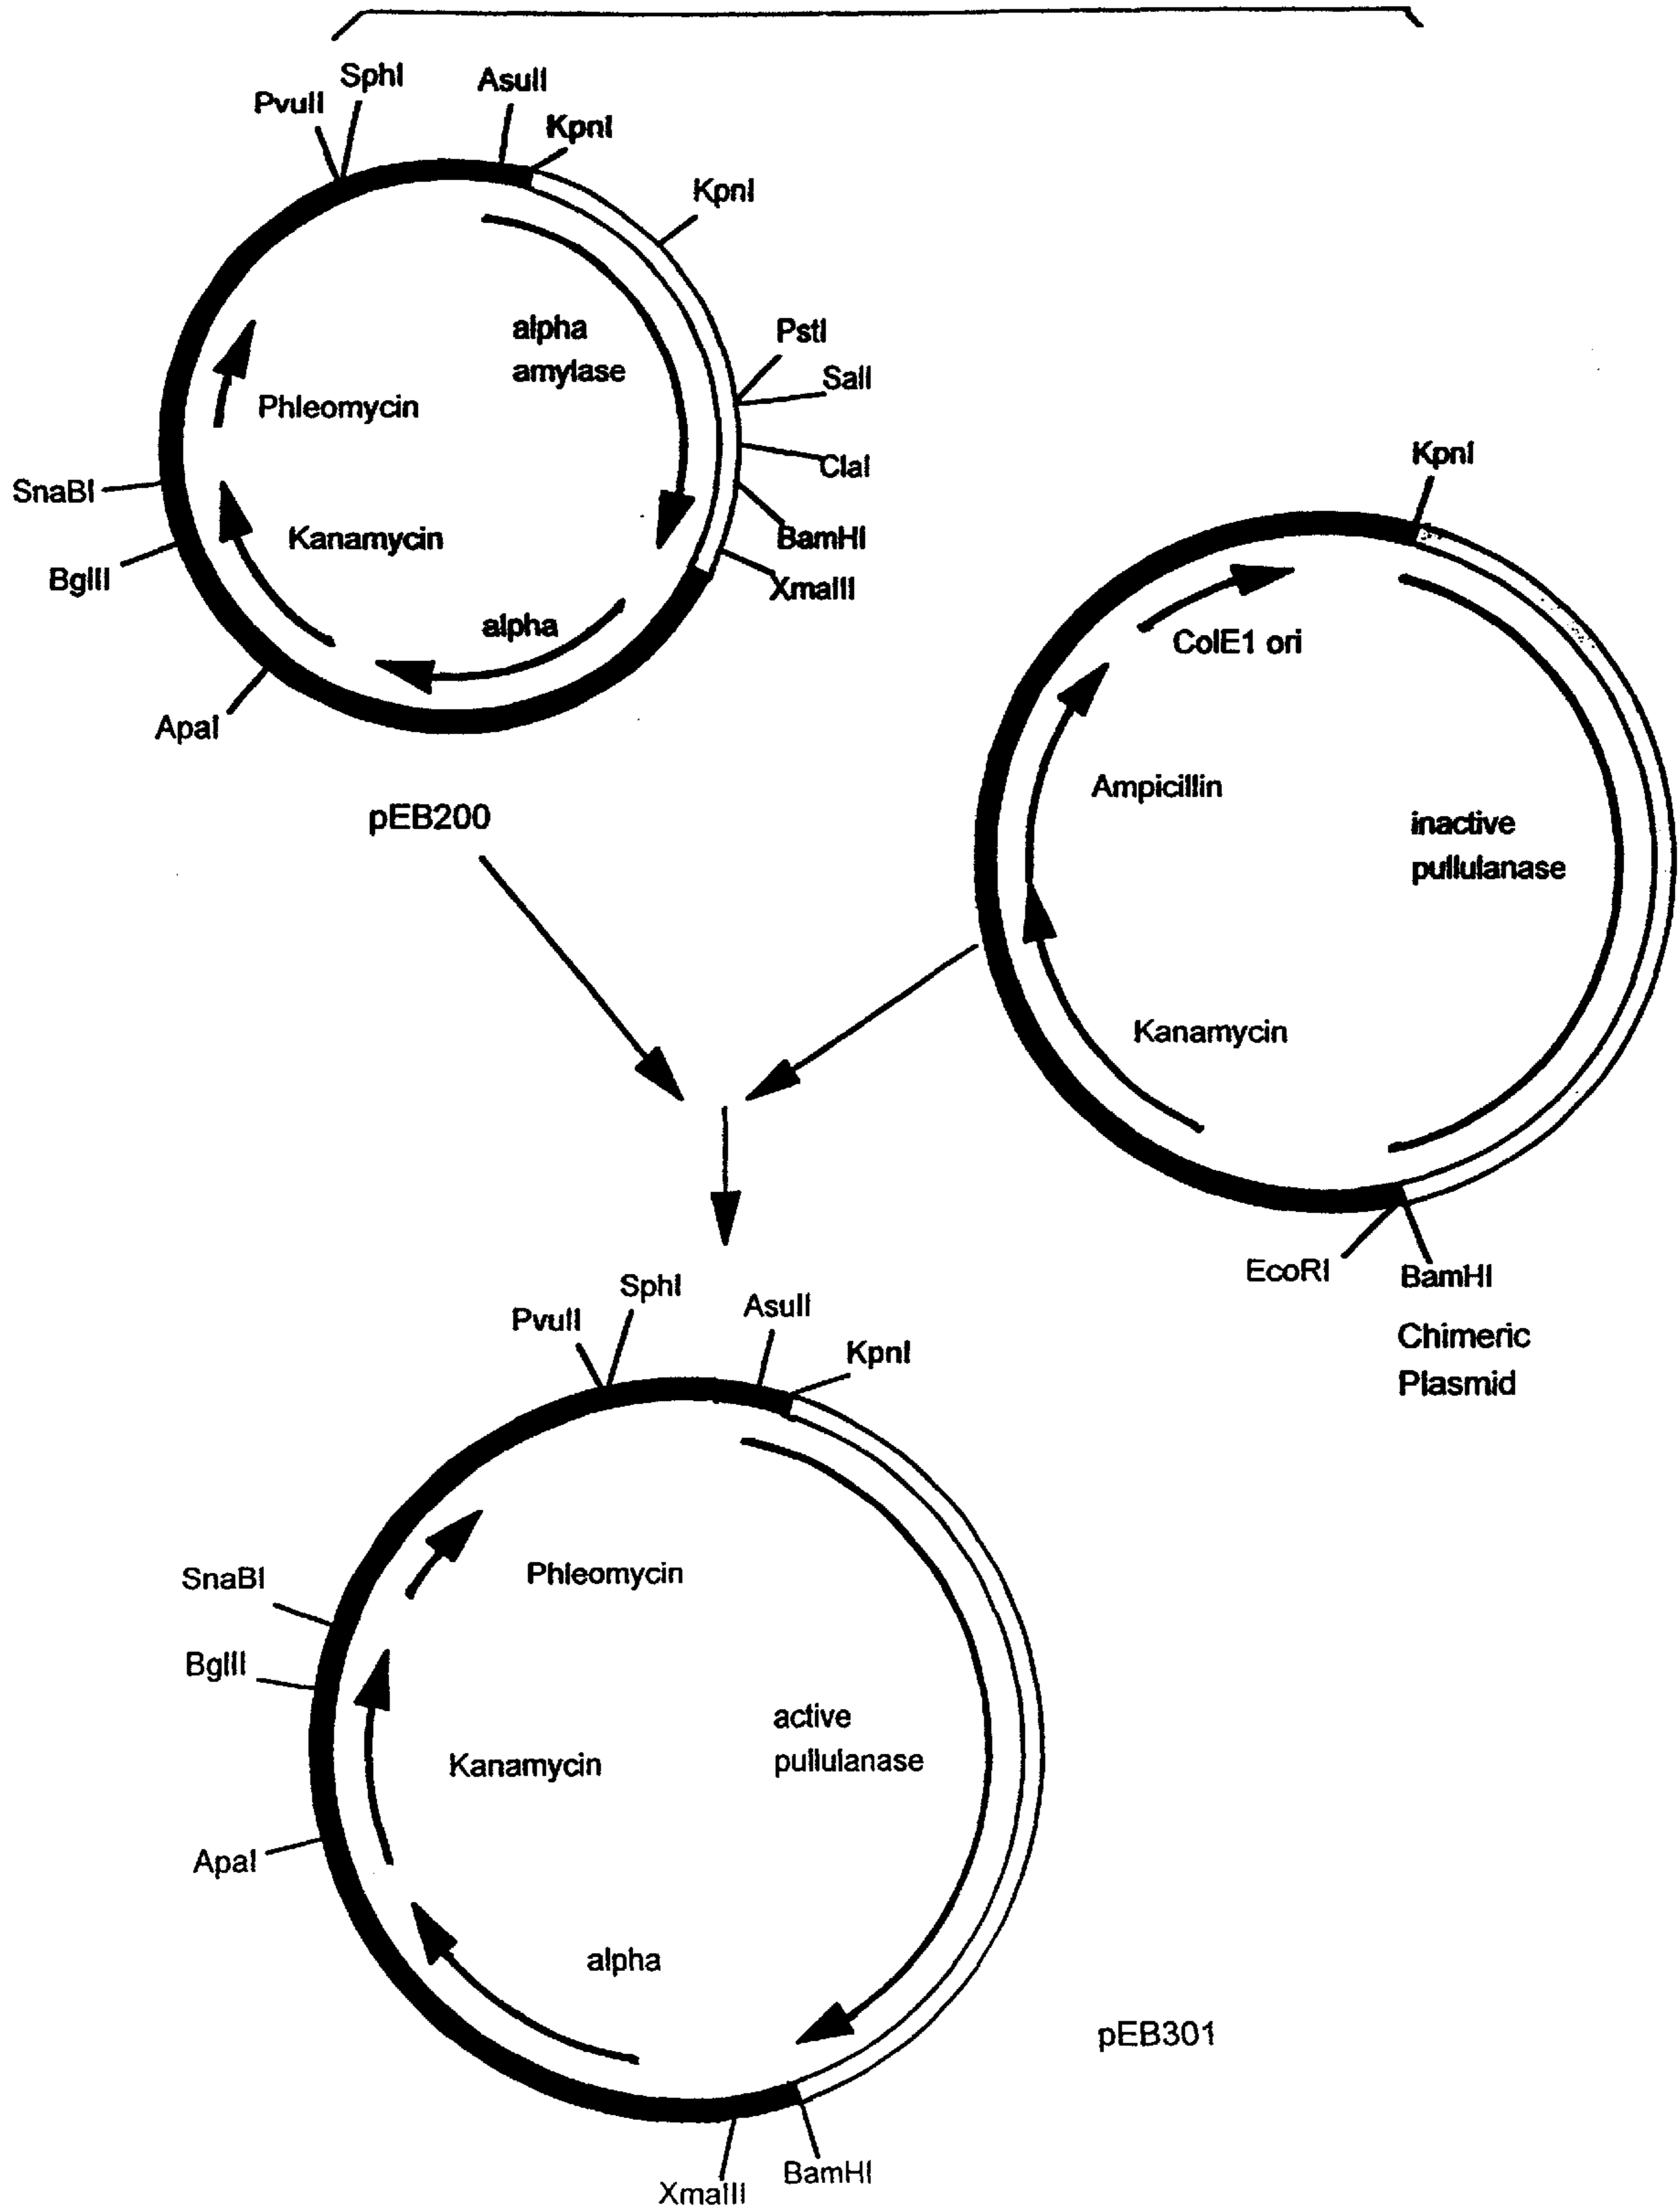 SphI
PvuII
AsuII
KpnI
KpnI
alpha
amylase
PstI
SalI
Phleomycin
ClaI
SnaBI
Kanamycin
BamHI
BglII
XmaIII
alpha
ApaI
pEB200
KpnI
ColE1 ori
Ampicillin
inactive
pullulanase
Kanamycin
EcoRI
BamHI
Chimeric
Plasmid
SphI
PvuII
AsuII
KpnI
SnaBI
Phleomycin
BglII
active
pullulanase
Kanamycin
ApaI
alpha
pEB301
BamHI
XmaIII